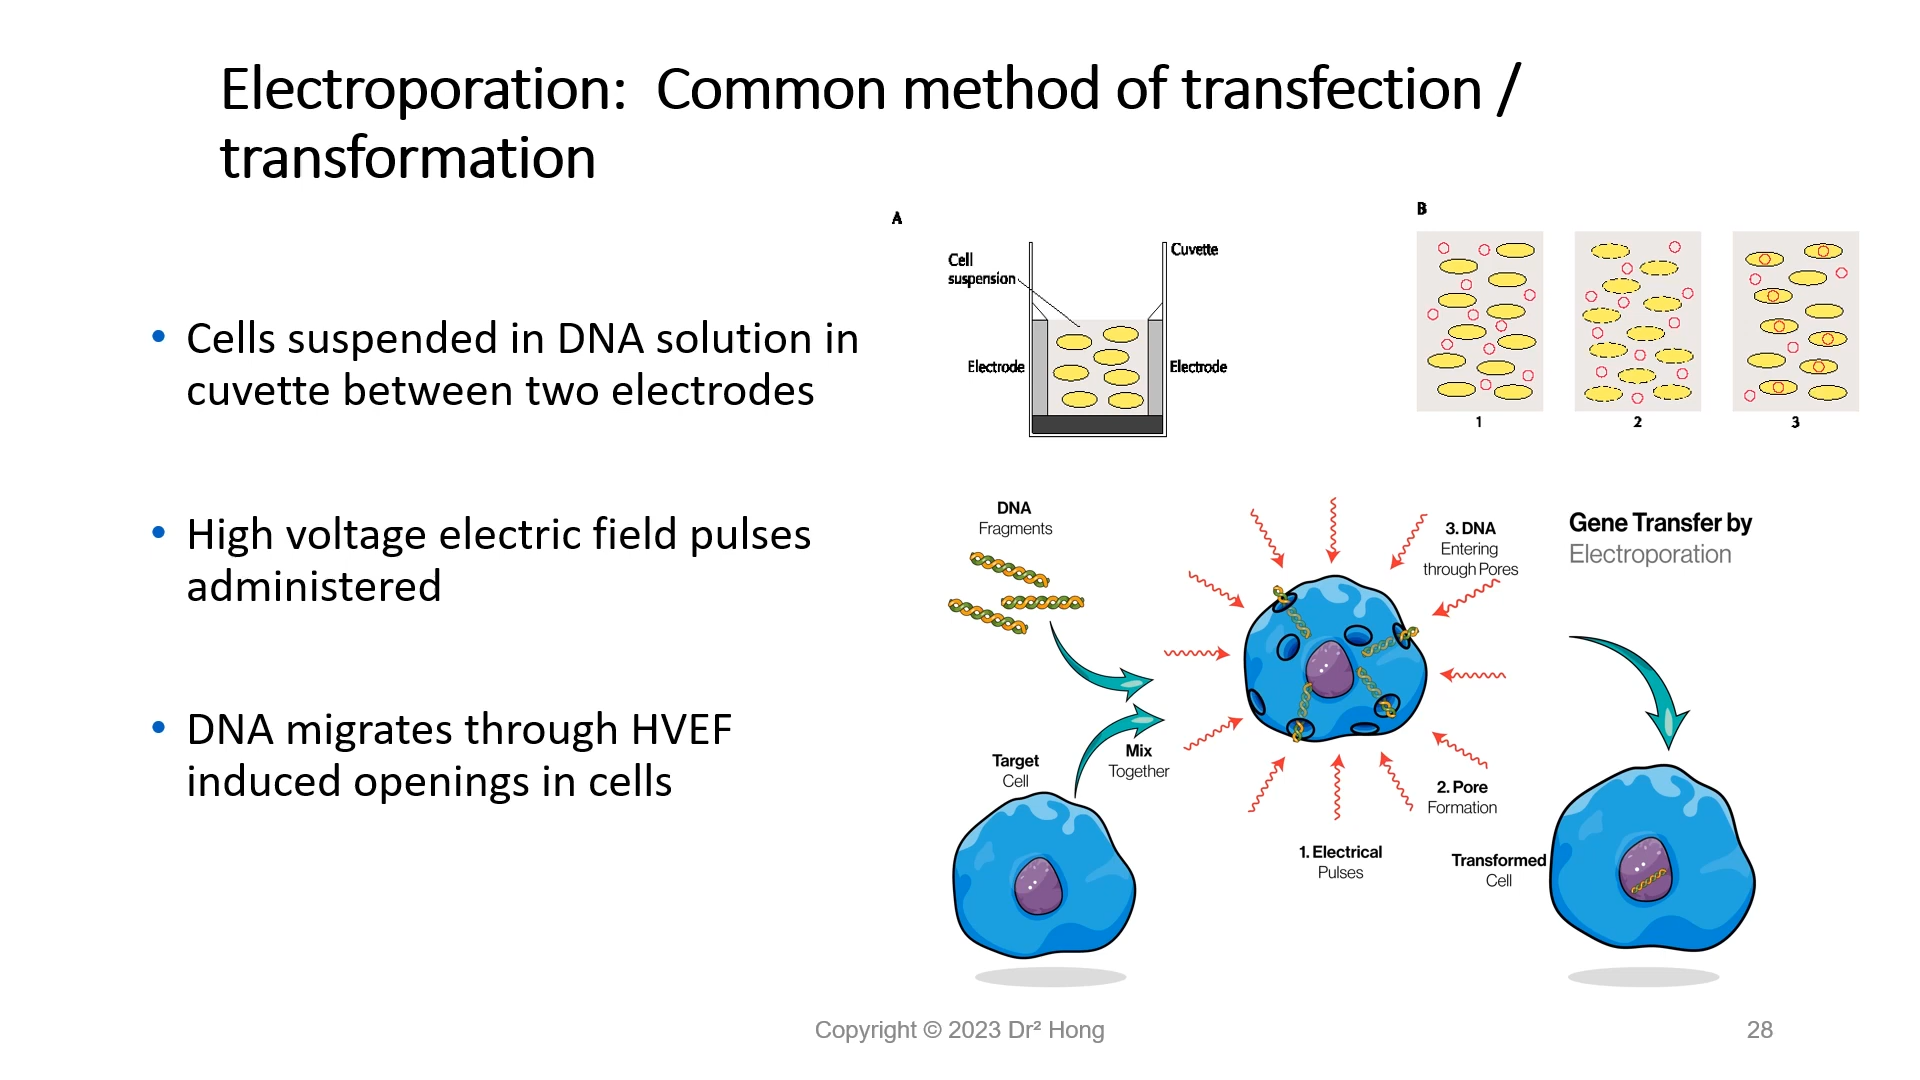 Electroporation:  Common method of transfection /
transformation
• Cells suspended in DNA solution in
cuvette between two electrodes
• High voltage electric field pulses
administered
• DNA migrates through HVEF
induced openings in cells
A
Cell
suspension
Cuvette
Electrode
Electrode
B
1
2
3
DNA
Fragments
Target
Cell
Mix
Together
3. DNA
Entering
through Pores
2. Pore
Formation
1. Electrical
Pulses
Gene Transfer by
Electroporation
Transformed
Cell
Copyright © 2023 Dr² Hong
28